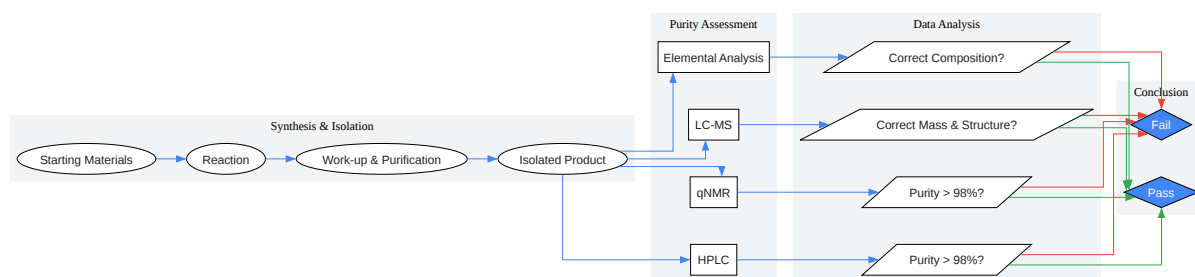 Purity Assessment
Data Analysis
Elemental Analysis
Correct Composition?
Conclusion
Synthesis & Isolation
LC-MS
Correct Mass & Structure?
Fail
Starting Materials
Reaction
Work-up & Purification
Isolated Product
qNMR
Purity > 98%?
Pass
HPLC
Purity > 98%?